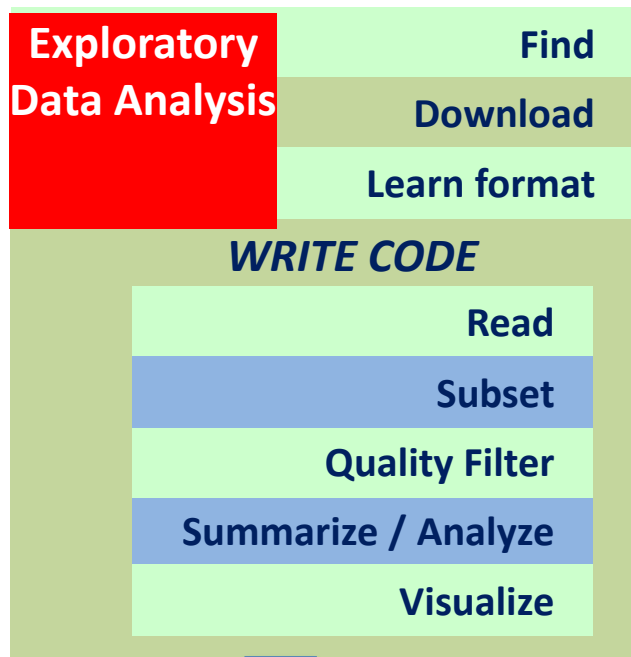 Exploratory
Data Analysis
Find
Download
Learn format
WRITE CODE
Read
Subset
Quality Filter
Summarize / Analyze
Visualize